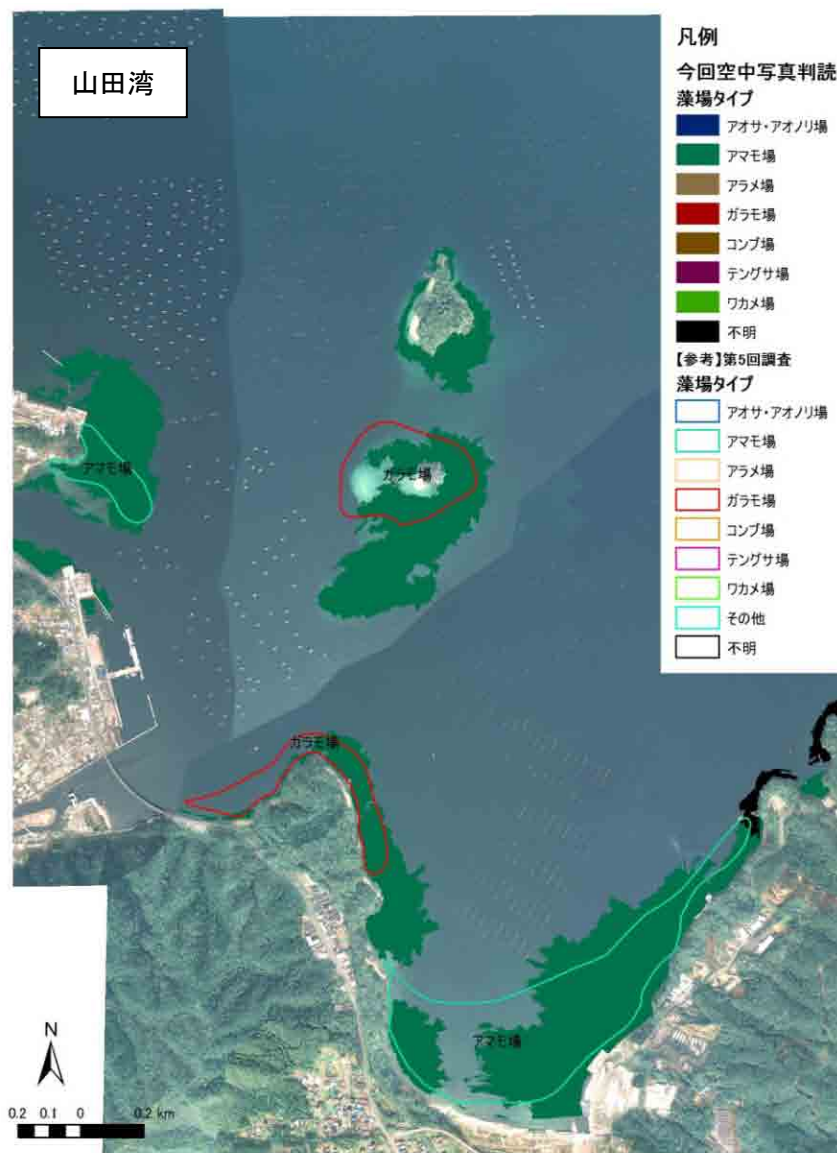 山田湾
凡例
今回空中写真判読
藻場タイプ
アオサ・アオノリ場
アマモ場
アラメ場
ガラモ場
コンブ場
テングサ場
ワカメ場
不明
【参考】第5回調査
藻場タイプ
アオサ・アオノリ場
アマモ場
アラメ場
ガラモ場
コンブ場
テングサ場
ワカメ場
その他
不明
アマモ場
ガラモ場
ガラモ場
アマモ場
N
0.2 0.1 0 0.2 km